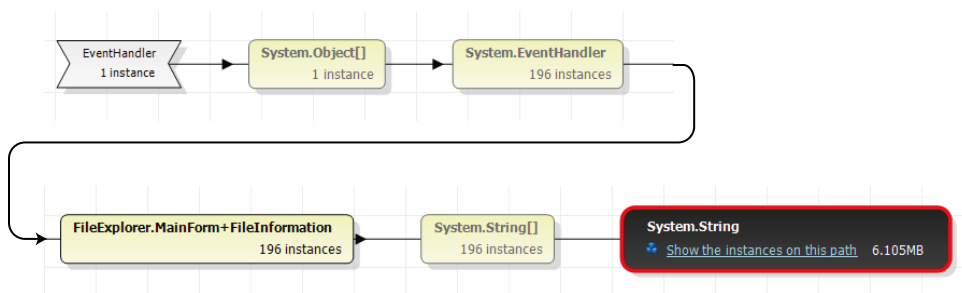 EventHandler
1 instance
System.Object[]
1 instance
System.EventHandler
196 instances
FileExplorer.MainForm+FileInformation
196 instances
System.String[]
196 instances
System.String
Show the instances on this path 6.105MB